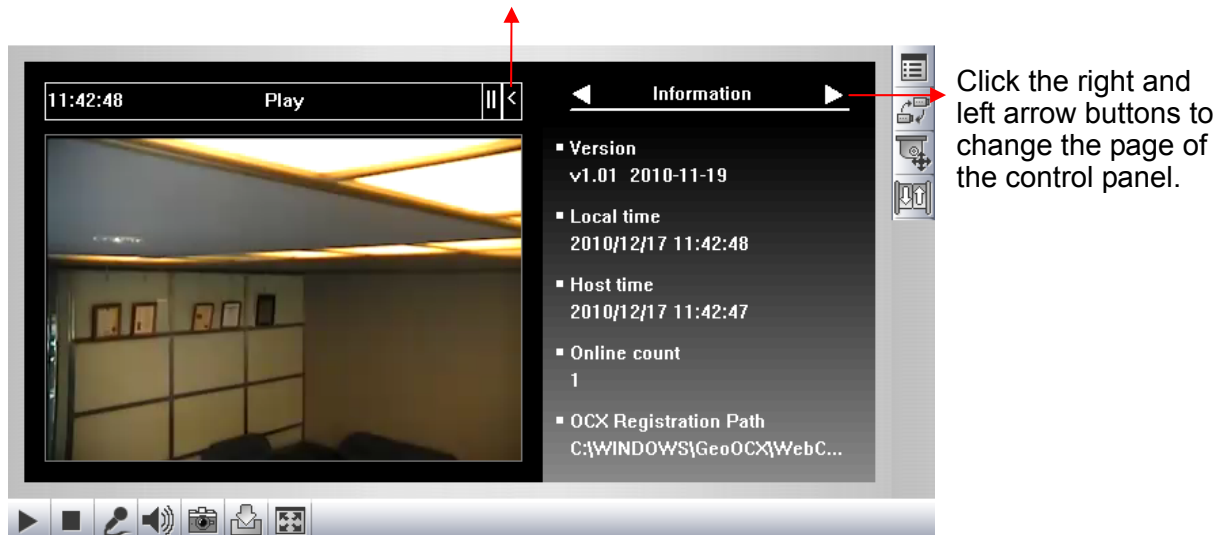 11:42:48 Play
Information
Version
v1.01 2010-11-19
Local time
2010/12/17 11:42:48
Host time
2010/12/17 11:42:47
Online count
1
OCX Registration Path
C:\WINDOWS\GeoOCX\WebC...
Click the right and
left arrow buttons to
change the page of
the control panel.